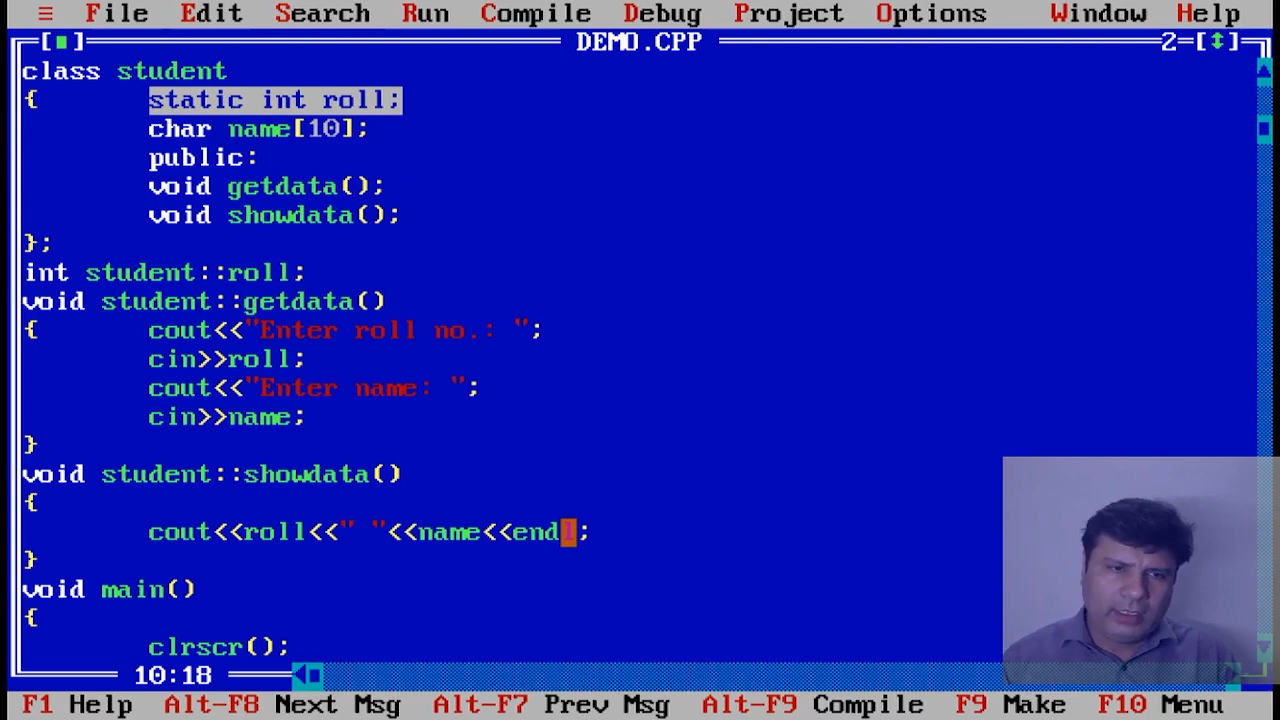 ≡ File Edit Search Run Compile Debug Project Options Window Help
[■] DEMO.CPP 2=[↕]
class student
{ static int roll;
char name[10];
public:
void getdata();
void showdata();
};
int student::roll;
void student::getdata()
{ cout<<"Enter roll no.: ";
cin>>roll;
cout<<"Enter name: ";
cin>>name;
}
void student::showdata()
{
cout<<roll<<" "<<name<<endl;
}
void main()
{
clrscr();
10:18
F1 Help Alt-F8 Next Msg Alt-F7 Prev Msg Alt-F9 Compile F9 Make F10 Menu